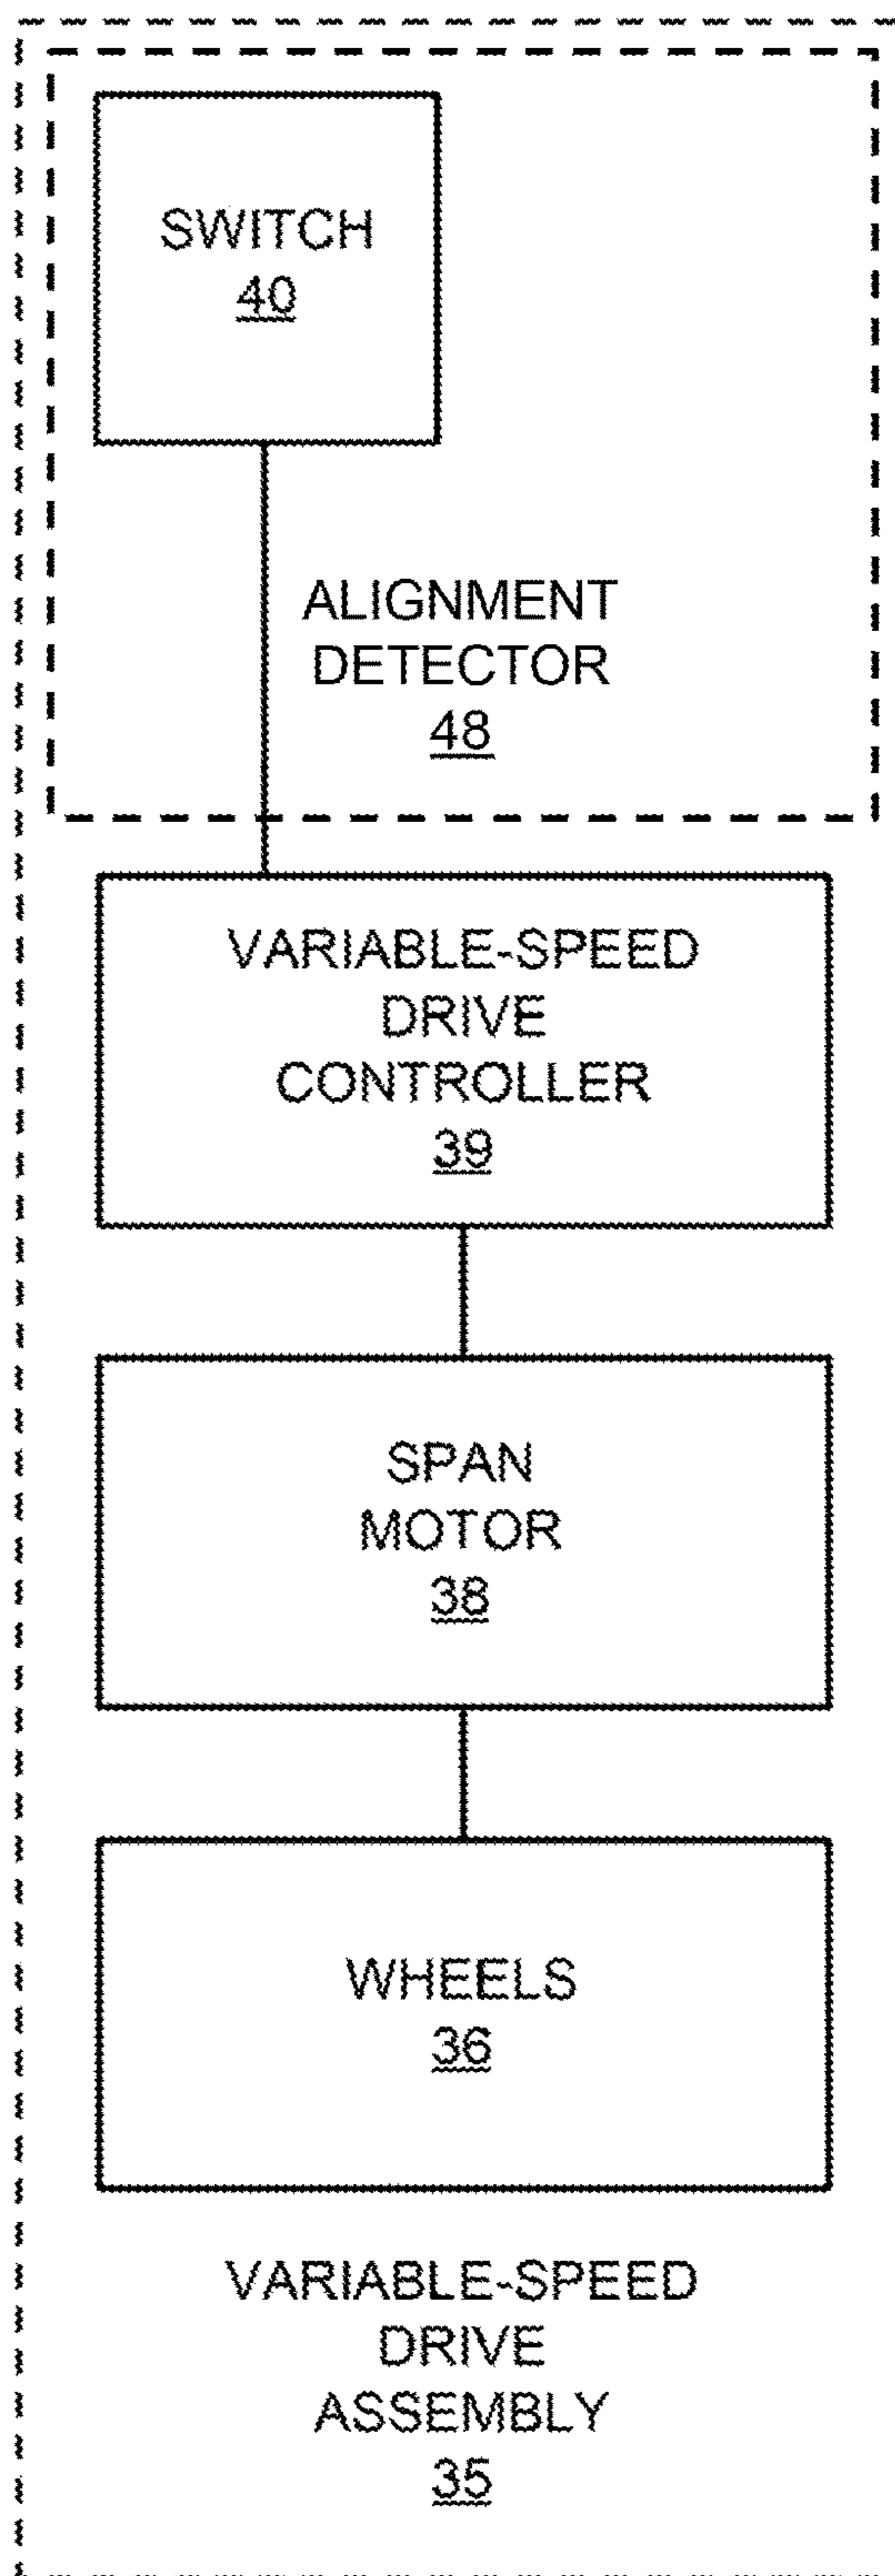 SWITCH
40
ALIGNMENT
DETECTOR
48
VARIABLE-SPEED
DRIVE
CONTROLLER
39
SPAN
MOTOR
38
WHEELS
36
VARIABLE-SPEED
DRIVE
ASSEMBLY
35